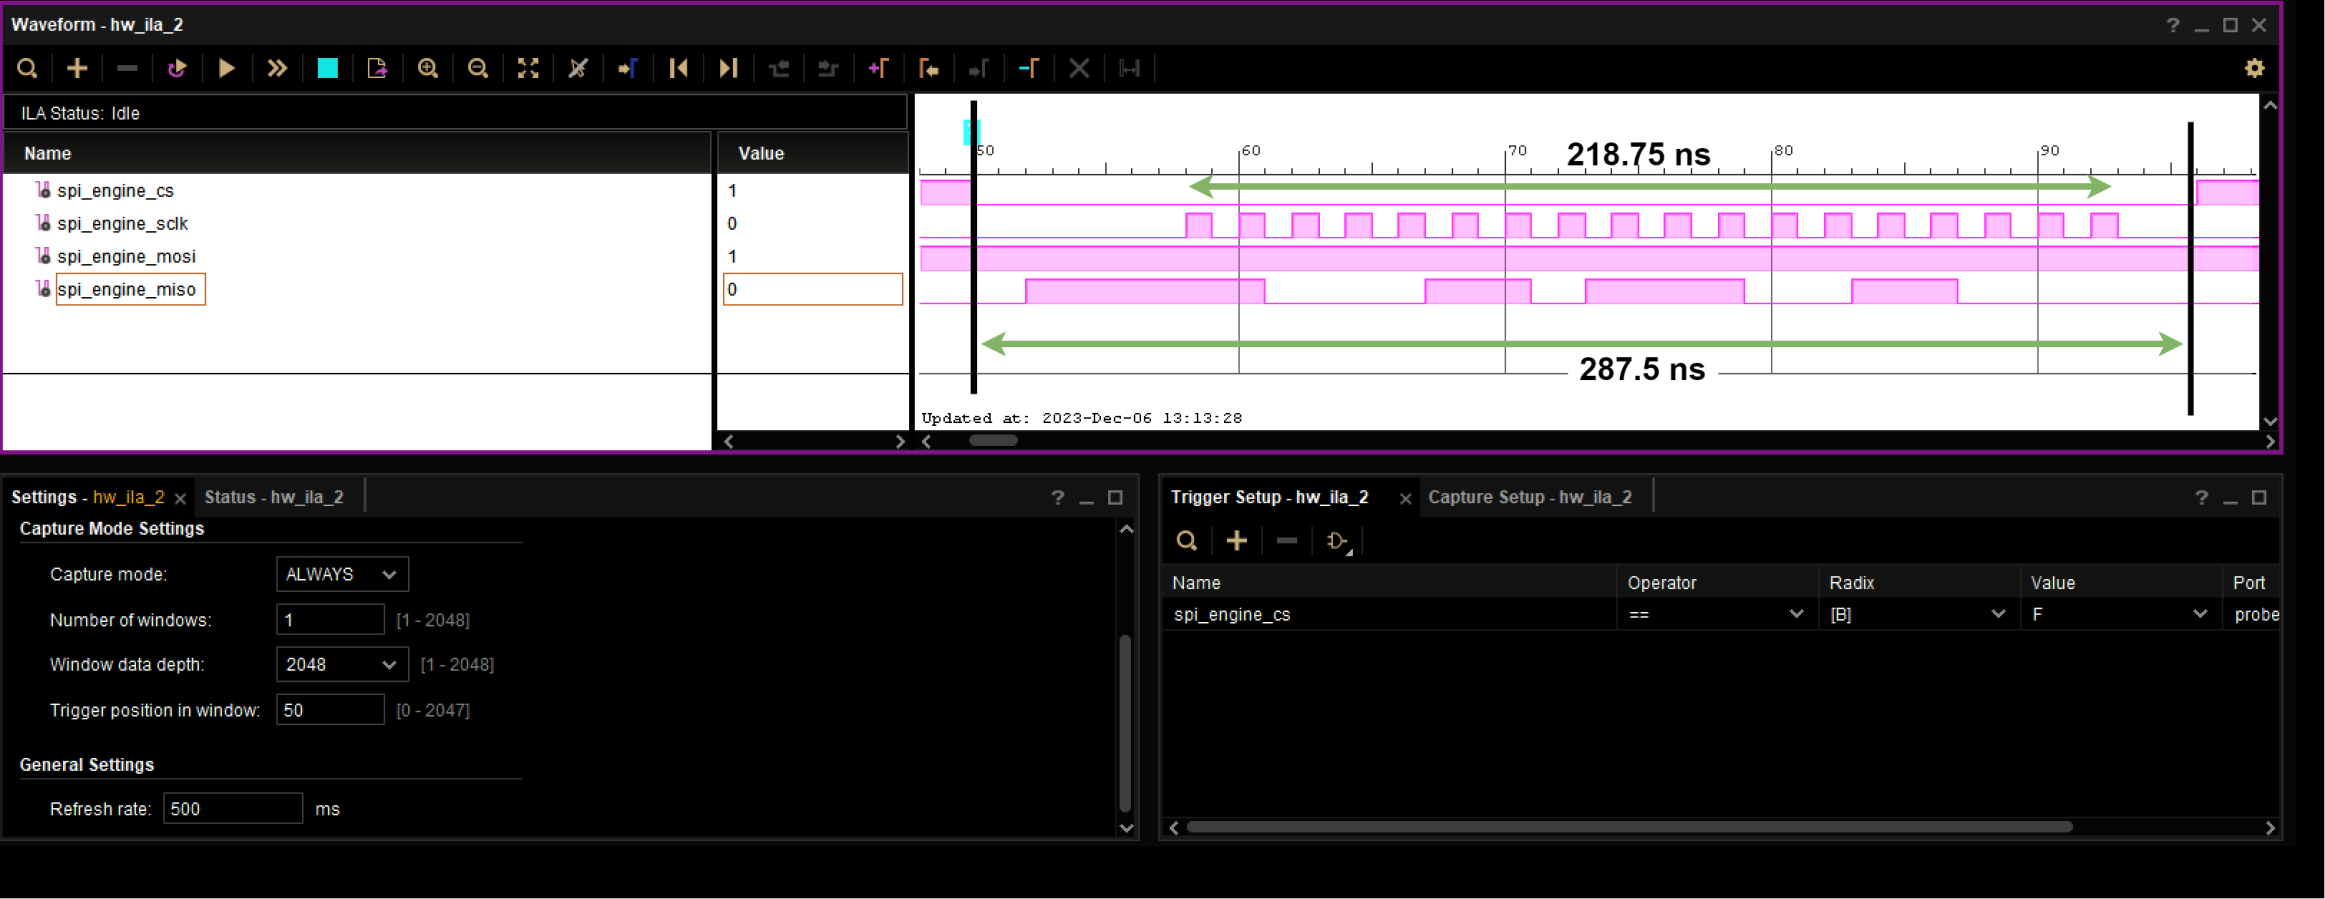 Waveform - hw_ila_2
ILA Status: Idle
Name Value
50 60 70 80 90
218.75 ns
spi_engine_cs 1
spi_engine_sclk 0
spi_engine_mosi 1
spi_engine_miso 0
287.5 ns
Updated at: 2023-Dec-06 13:13:28
Settings - hw_ila_2 Status - hw_ila_2
Capture Mode Settings
Capture mode: ALWAYS
Number of windows: 1 [1 - 2048]
Window data depth: 2048 [1 - 2048]
Trigger position in window: 50 [0 - 2047]
General Settings
Refresh rate: 500 ms
Trigger Setup - hw_ila_2 Capture Setup - hw_ila_2
Name Operator Radix Value Port
spi_engine_cs == [B] F probe